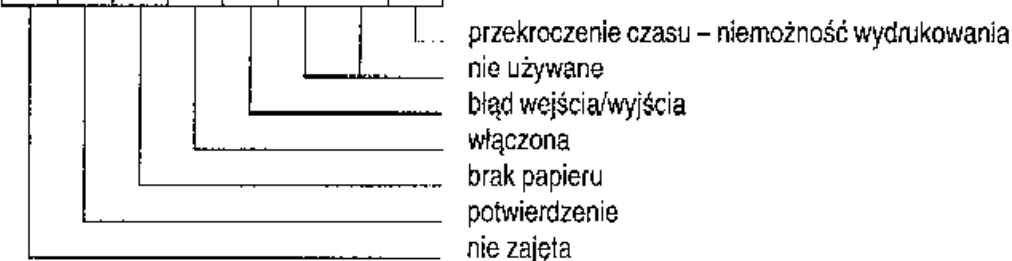 przekroczenie czasu – niemożność wydrukowania
nie używane
błąd wejścia/wyjścia
włączona
brak papieru
potwierdzenie
nie zajęta